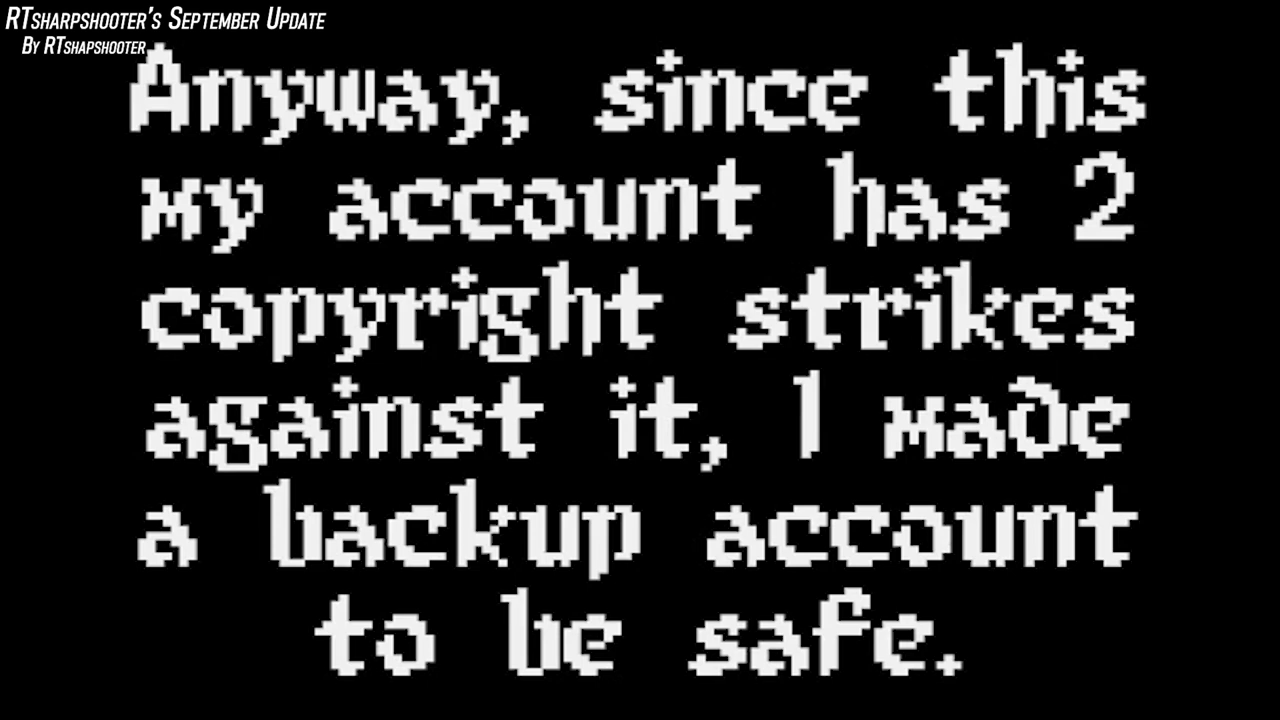 RTsharpshooter's September Update
By RTshapshooter
Anyway, since this
my account has 2
copyright strikes
against it, I made
a backup account
to be safe.